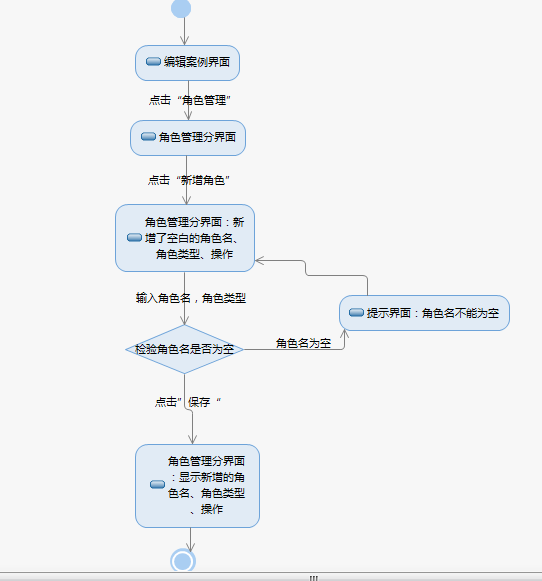 编辑案例界面
点击“角色管理”
角色管理分界面
点击“新增角色”
角色管理分界面：新
增了空白的角色名、
角色类型、操作
输入角色名，角色类型
提示界面：角色名不能为空
检验角色名是否为空
角色名为空
点击”保存“
角色管理分界面
：显示新增的角
色名、角色类型
、操作